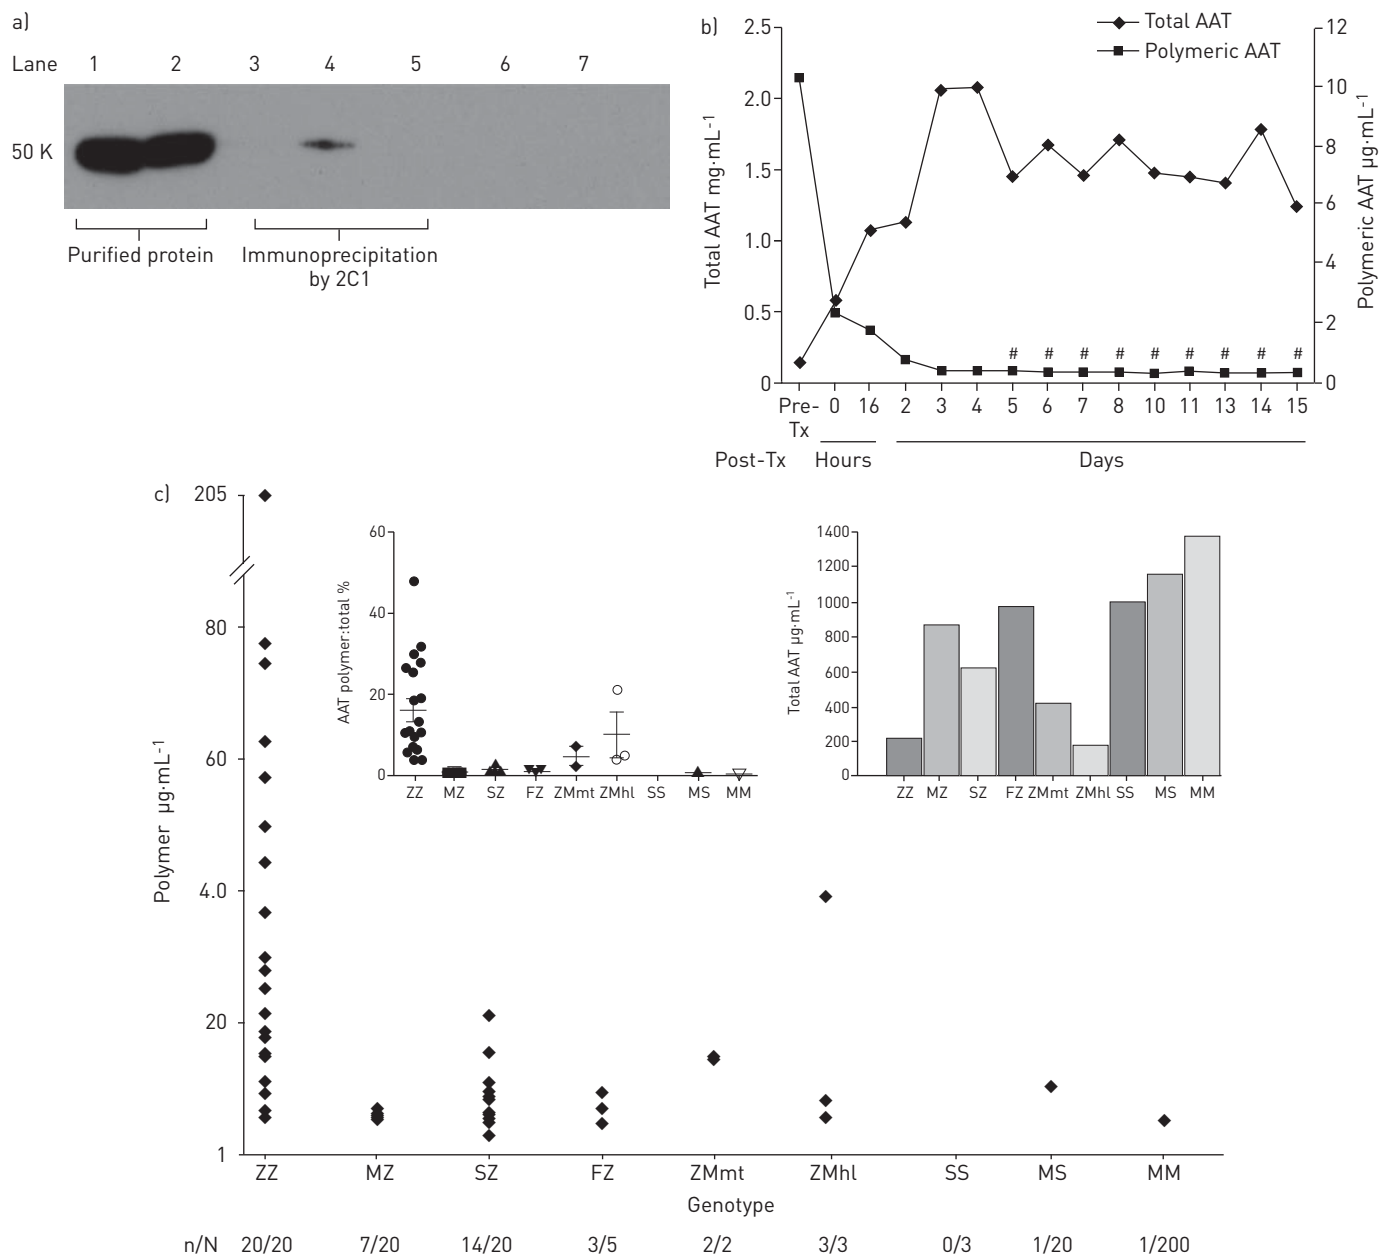 a)
Lane 1 2 3 4 5 6 7
50 K
Purified protein
Immunoprecipitation
by 2C1
b)
Total AAT
Polymeric AAT
Total AAT mg·mL-1
2.5
2.0
1.5
1.0
0.5
0
Polymeric AAT µg·mL-1
12
10
8
6
4
2
0
# # # # # # # # #
Pre- 0 16 2 3 4 5 6 7 8 10 11 13 14 15
Tx
Post-Tx Hours Days
c)
Polymer µg·mL-1
205
80
60
4.0
20
1
AAT polymer:total %
60
40
20
0
ZZ MZ SZ FZ ZMmt ZMhl SS MS MM
Total AAT µg·mL-1
1400
1200
1000
800
600
400
200
0
ZZ MZ SZ FZ ZMmt ZMhl SS MS MM
ZZ MZ SZ FZ ZMmt ZMhl SS MS MM
Genotype
n/N 20/20 7/20 14/20 3/5 2/2 3/3 0/3 1/20 1/200